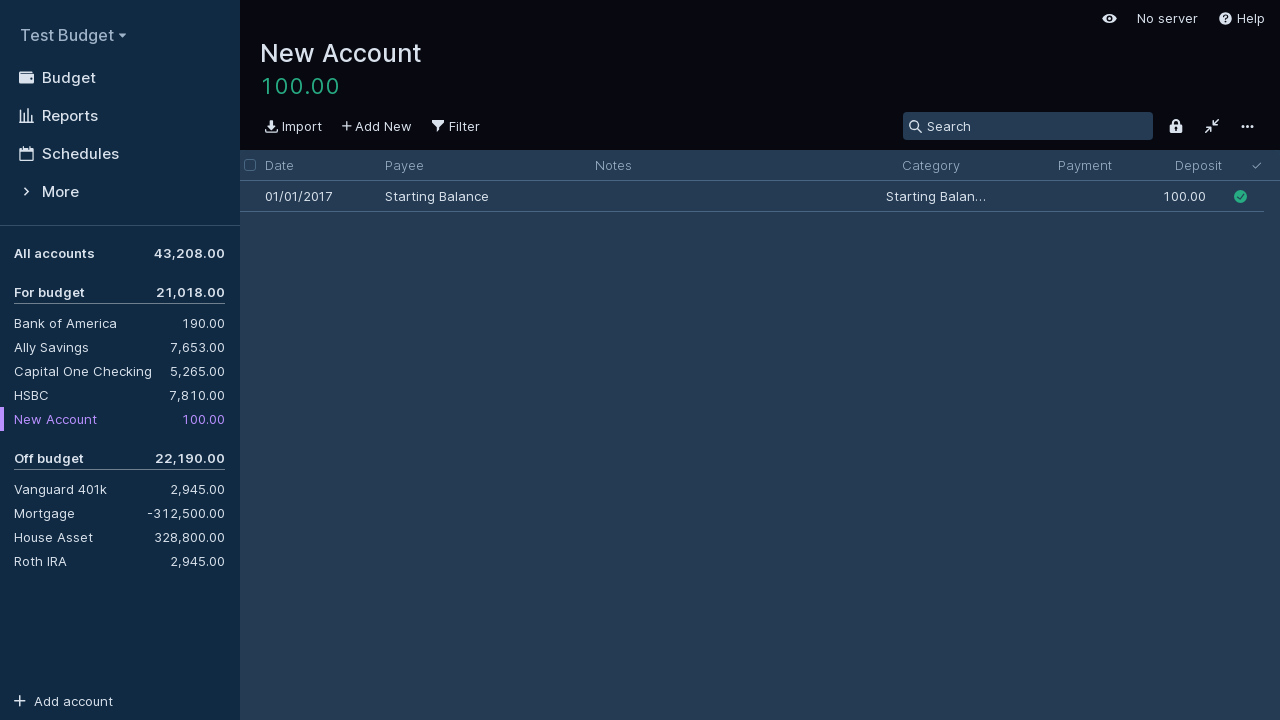 Test Budget
Budget
Reports
Schedules
More
All accounts 43,208.00
For budget 21,018.00
Bank of America 190.00
Ally Savings 7,653.00
Capital One Checking 5,265.00
HSBC 7,810.00
New Account 100.00
Off budget 22,190.00
Vanguard 401k 2,945.00
Mortgage -312,500.00
House Asset 328,800.00
Roth IRA 2,945.00
Add account
No server Help
New Account
100.00
Import Add New Filter Search
Date Payee Notes Category Payment Deposit
01/01/2017 Starting Balance Starting Balan… 100.00